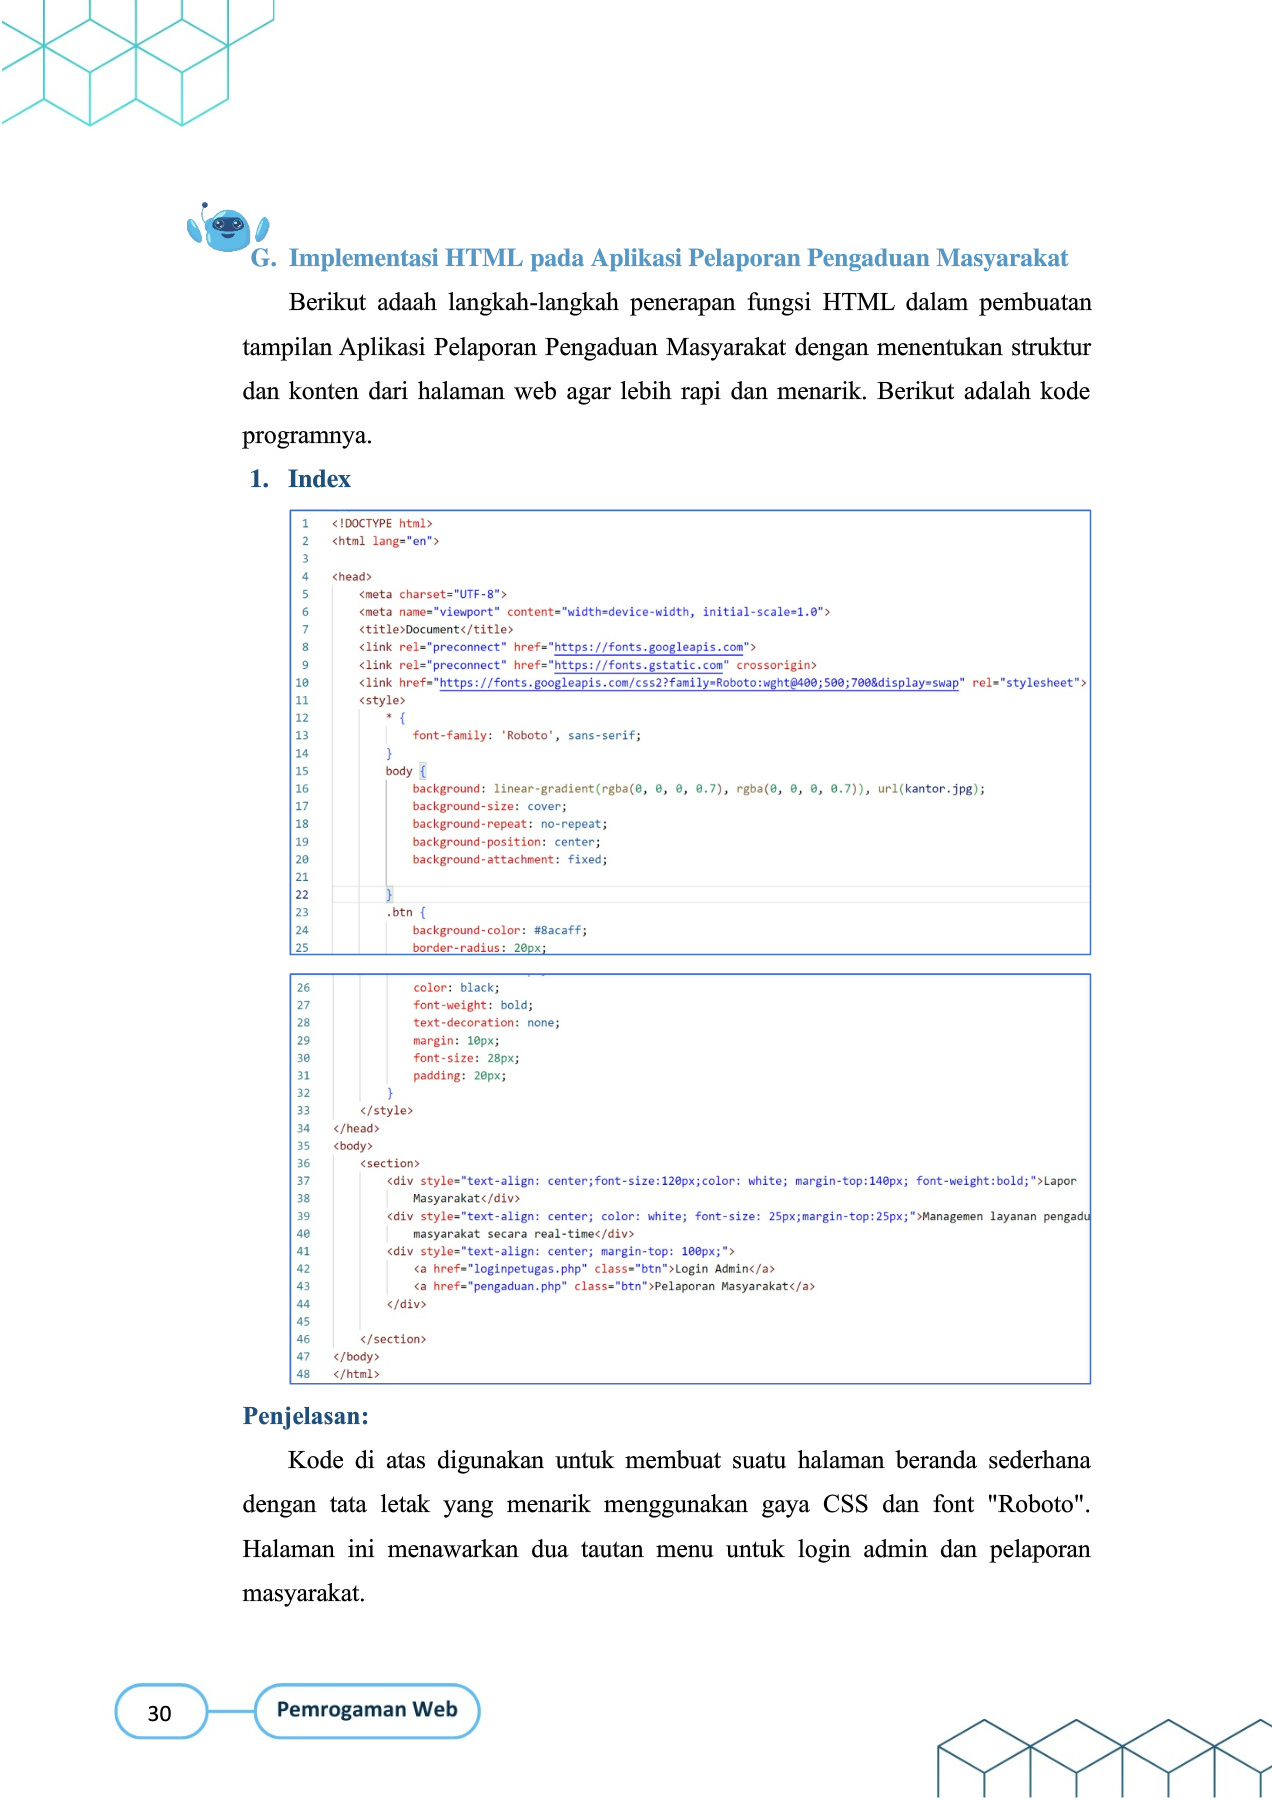 G. Implementasi HTML pada Aplikasi Pelaporan Pengaduan Masyarakat
Berikut adaah langkah-langkah penerapan fungsi HTML dalam pembuatan
tampilan Aplikasi Pelaporan Pengaduan Masyarakat dengan menentukan struktur
dan konten dari halaman web agar lebih rapi dan menarik. Berikut adalah kode
programnya.
1. Index
1 <!DOCTYPE html>
2 <html lang="en">
3
4 <head>
5 <meta charset="UTF-8">
6 <meta name="viewport" content="width=device-width, initial-scale=1.0">
7 <title>Document</title>
8 <link rel="preconnect" href="https://fonts.googleapis.com">
9 <link rel="preconnect" href="https://fonts.gstatic.com" crossorigin>
10 <link href="https://fonts.googleapis.com/css2?family=Roboto:wght@400;500;700&display=swap" rel="stylesheet">
11 <style>
12 * {
13 font-family: 'Roboto', sans-serif;
14 }
15 body {
16 background: linear-gradient(rgba(0, 0, 0, 0.7), rgba(0, 0, 0, 0.7)), url(kantor.jpg);
17 background-size: cover;
18 background-repeat: no-repeat;
19 background-position: center;
20 background-attachment: fixed;
21
22 }
23 .btn {
24 background-color: #8acaff;
25 border-radius: 20px;
26 color: black;
27 font-weight: bold;
28 text-decoration: none;
29 margin: 10px;
30 font-size: 28px;
31 padding: 20px;
32 }
33 </style>
34 </head>
35 <body>
36 <section>
37 <div style="text-align: center;font-size:120px;color: white; margin-top:140px; font-weight:bold;">Lapor
38 Masyarakat</div>
39 <div style="text-align: center; color: white; font-size: 25px;margin-top:25px;">Managemen layanan pengadu
40 masyarakat secara real-time</div>
41 <div style="text-align: center; margin-top: 100px;">
42 <a href="loginpetugas.php" class="btn">Login Admin</a>
43 <a href="pengaduan.php" class="btn">Pelaporan Masyarakat</a>
44 </div>
45
46 </section>
47 </body>
48 </html>
Penjelasan:
Kode di atas digunakan untuk membuat suatu halaman beranda sederhana
dengan tata letak yang menarik menggunakan gaya CSS dan font "Roboto".
Halaman ini menawarkan dua tautan menu untuk login admin dan pelaporan
masyarakat.
30 Pemrogaman Web